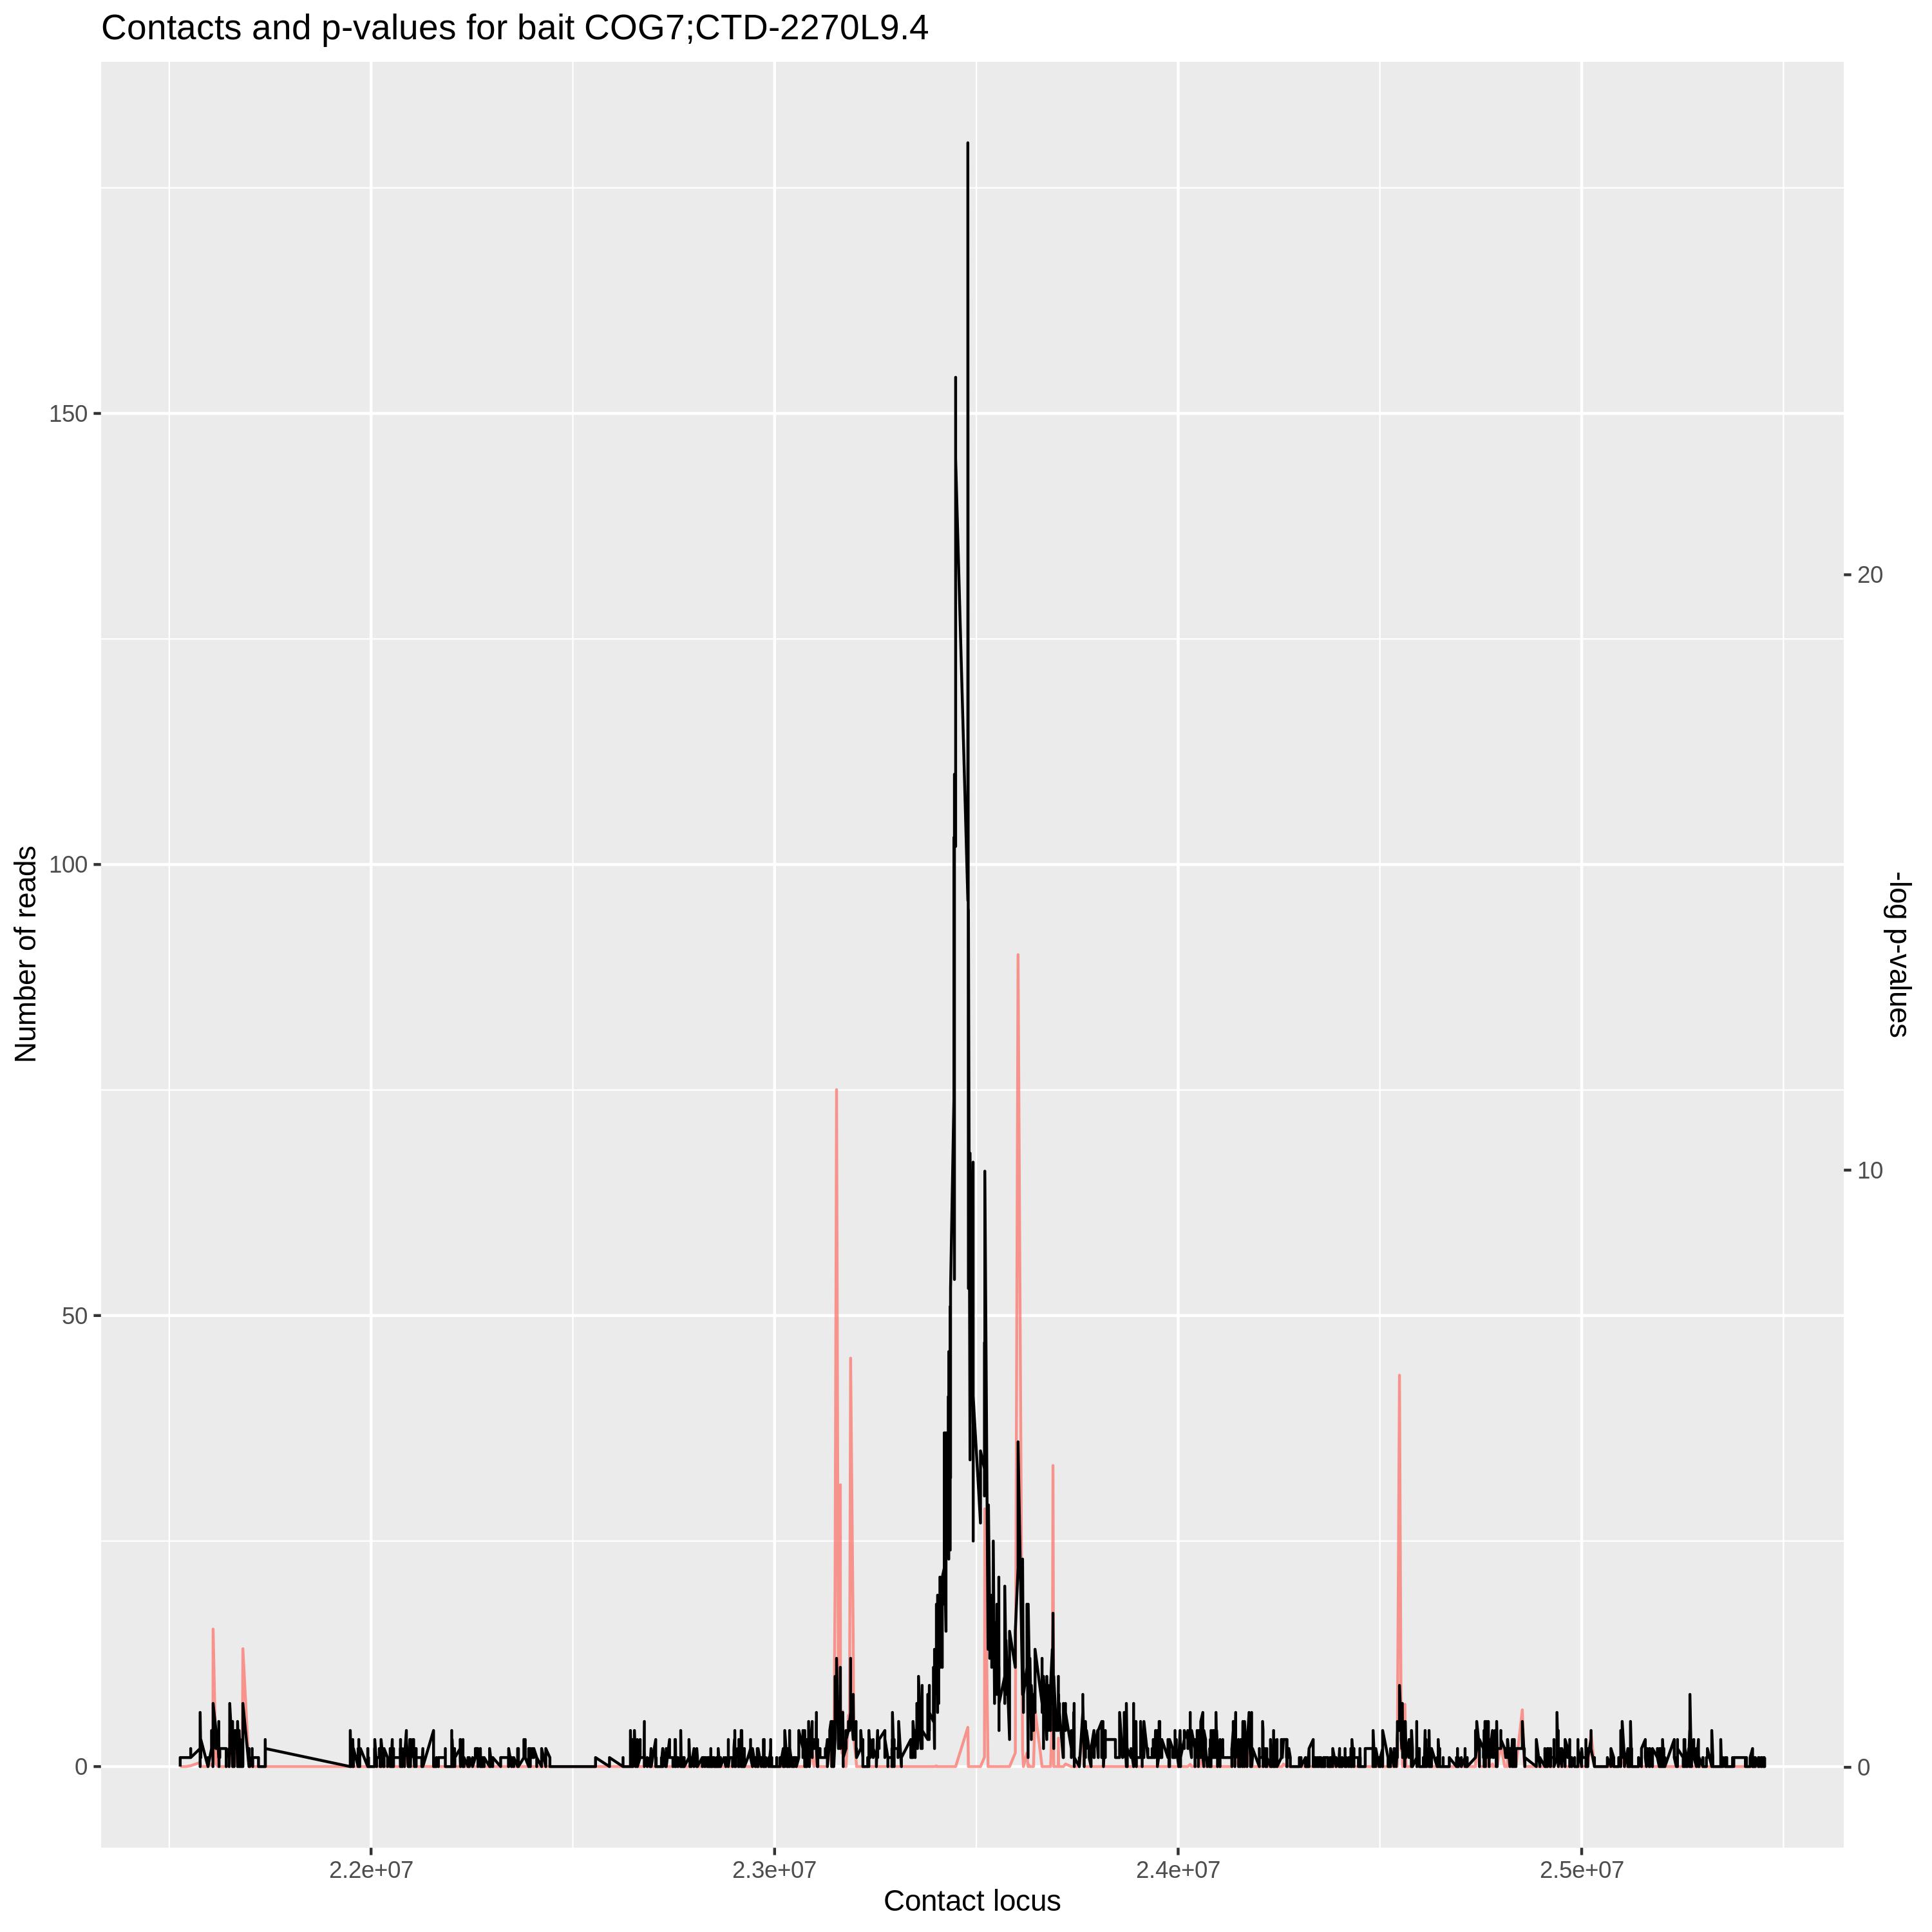 Contacts and p-values for bait COG7;CTD-2270L9.4
150
100
50
0
Number of reads
20
10
0
-log p-values
2.2e+07
2.3e+07
2.4e+07
2.5e+07
Contact locus